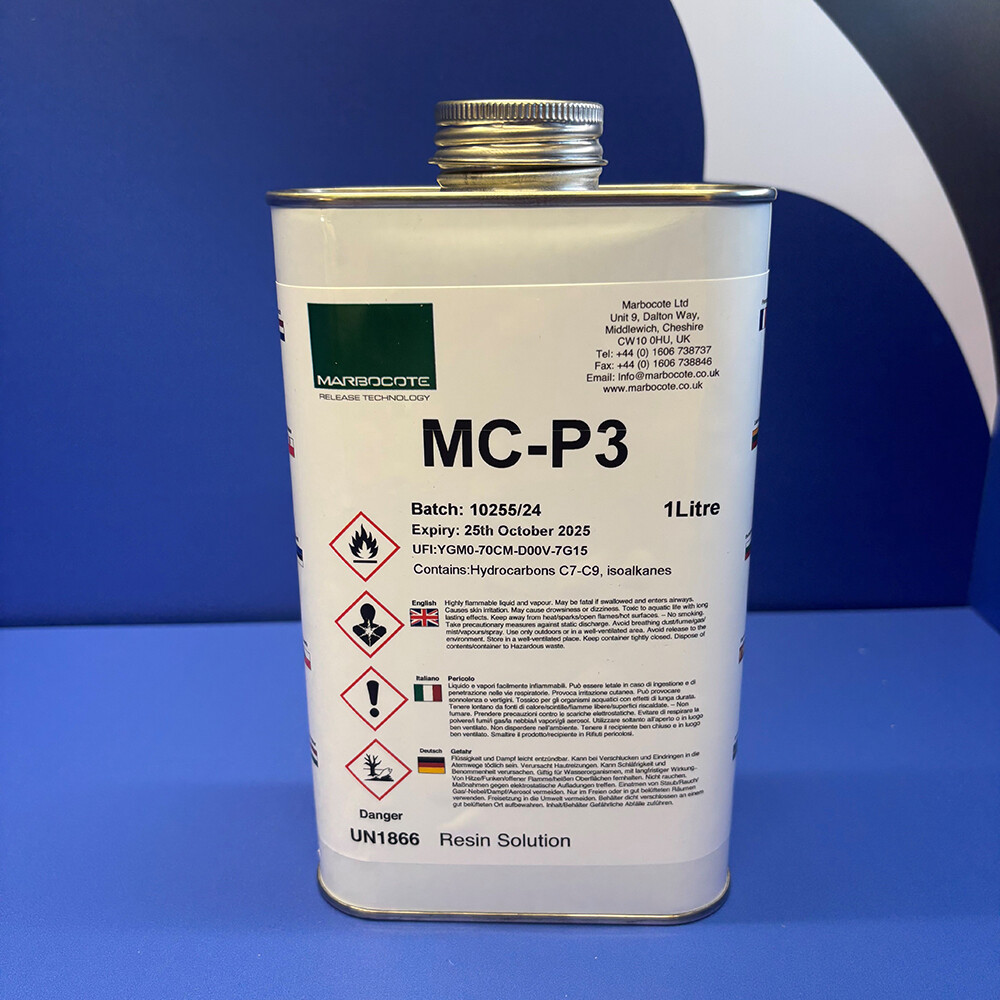 MARBOCOTE
RELEASE TECHNOLOGY
Marbocote Ltd
Unit 9, Dalton Way,
Middlewich, Cheshire
CW10 0HU, UK
Tel: +44 (0) 1606 738737
Fax: +44 (0) 1606 738846
Email: Info@marbocote.co.uk
www.marbocote.co.uk
MC-P3
Batch: 10255/24 1Litre
Expiry: 25th October 2025
UFI:YGM0-70CM-D00V-7G15
Contains:Hydrocarbons C7-C9, isoalkanes
English
Highly flammable liquid and vapour. May be fatal if swallowed and enters airways.
Causes skin irritation. May cause drowsiness or dizziness. Toxic to aquatic life with long
lasting effects. Keep away from heat/sparks/open flames/hot surfaces. – No smoking.
Take precautionary measures against static discharge. Avoid breathing dust/fume/gas/
mist/vapours/spray. Use only outdoors or in a well-ventilated area. Avoid release to the
environment. Store in a well-ventilated place. Keep container tightly closed. Dispose of
contents/container to Hazardous waste.
Italiano Pericolo
Liquido e vapori facilmente infiammabili. Può essere letale in caso di ingestione e di
penetrazione nelle vie respiratorie. Provoca irritazione cutanea. Può provocare
sonnolenza o vertigini. Tossico per gli organismi acquatici con effetti di lunga durata.
Tenere lontano da fonti di calore/scintille/fiamme libere/superfici riscaldate. – Non
fumare. Prendere precauzioni contro le scariche elettrostatiche. Evitare di respirare la
polvere/i fumi/i gas/la nebbia/i vapori/gli aerosol. Utilizzare soltanto all'aperto o in luogo
ben ventilato. Non disperdere nell'ambiente. Tenere il recipiente ben chiuso e in luogo
ben ventilato. Smaltire il prodotto/recipiente in Rifiuti pericolosi.
Deutsch Gefahr
Flüssigkeit und Dampf leicht entzündbar. Kann bei Verschlucken und Eindringen in die
Atemwege tödlich sein. Verursacht Hautreizungen. Kann Schläfrigkeit und
Benommenheit verursachen. Giftig für Wasserorganismen, mit langfristiger Wirkung.
Von Hitze/Funken/offener Flamme/heißen Oberflächen fernhalten. Nicht rauchen.
Maßnahmen gegen elektrostatische Aufladungen treffen. Einatmen von Staub/Rauch/
Gas/-Nebel/Dampf/Aerosol vermeiden. Nur im Freien oder in gut belüfteten Räumen
verwenden. Freisetzung in die Umwelt vermeiden. Behälter dicht verschlossen an einem
gut belüfteten Ort aufbewahren. Inhalt/Behälter Gefährliche Abfälle zuführen.
Danger
UN1866 Resin Solution